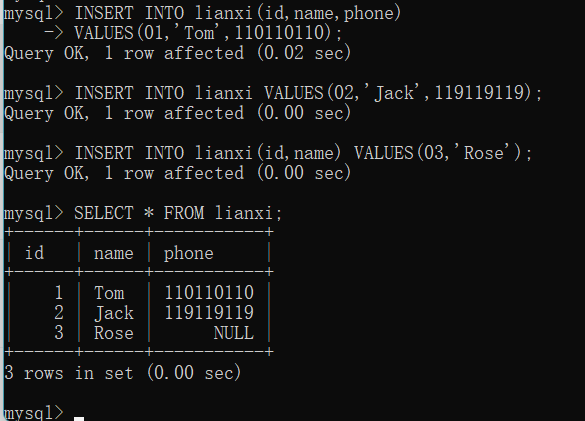 mysql> INSERT INTO lianxi(id,name,phone)
    -> VALUES(01,'Tom',110110110);
Query OK, 1 row affected (0.02 sec)

mysql> INSERT INTO lianxi VALUES(02,'Jack',119119119);
Query OK, 1 row affected (0.00 sec)

mysql> INSERT INTO lianxi(id,name) VALUES(03,'Rose');
Query OK, 1 row affected (0.00 sec)

mysql> SELECT * FROM lianxi;
+------+------+-----------+
| id   | name | phone     |
+------+------+-----------+
|    1 | Tom  | 110110110 |
|    2 | Jack | 119119119 |
|    3 | Rose |      NULL |
+------+------+-----------+
3 rows in set (0.00 sec)

mysql>